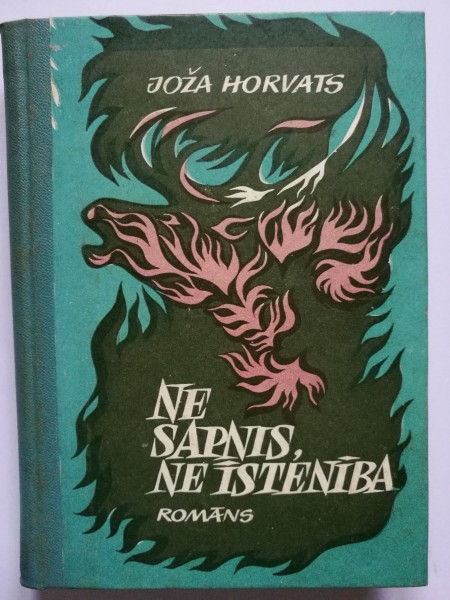 JOŽA HORVATS
NE
SAPNIS,
NE ĪSTENĪBA
ROMĀNS